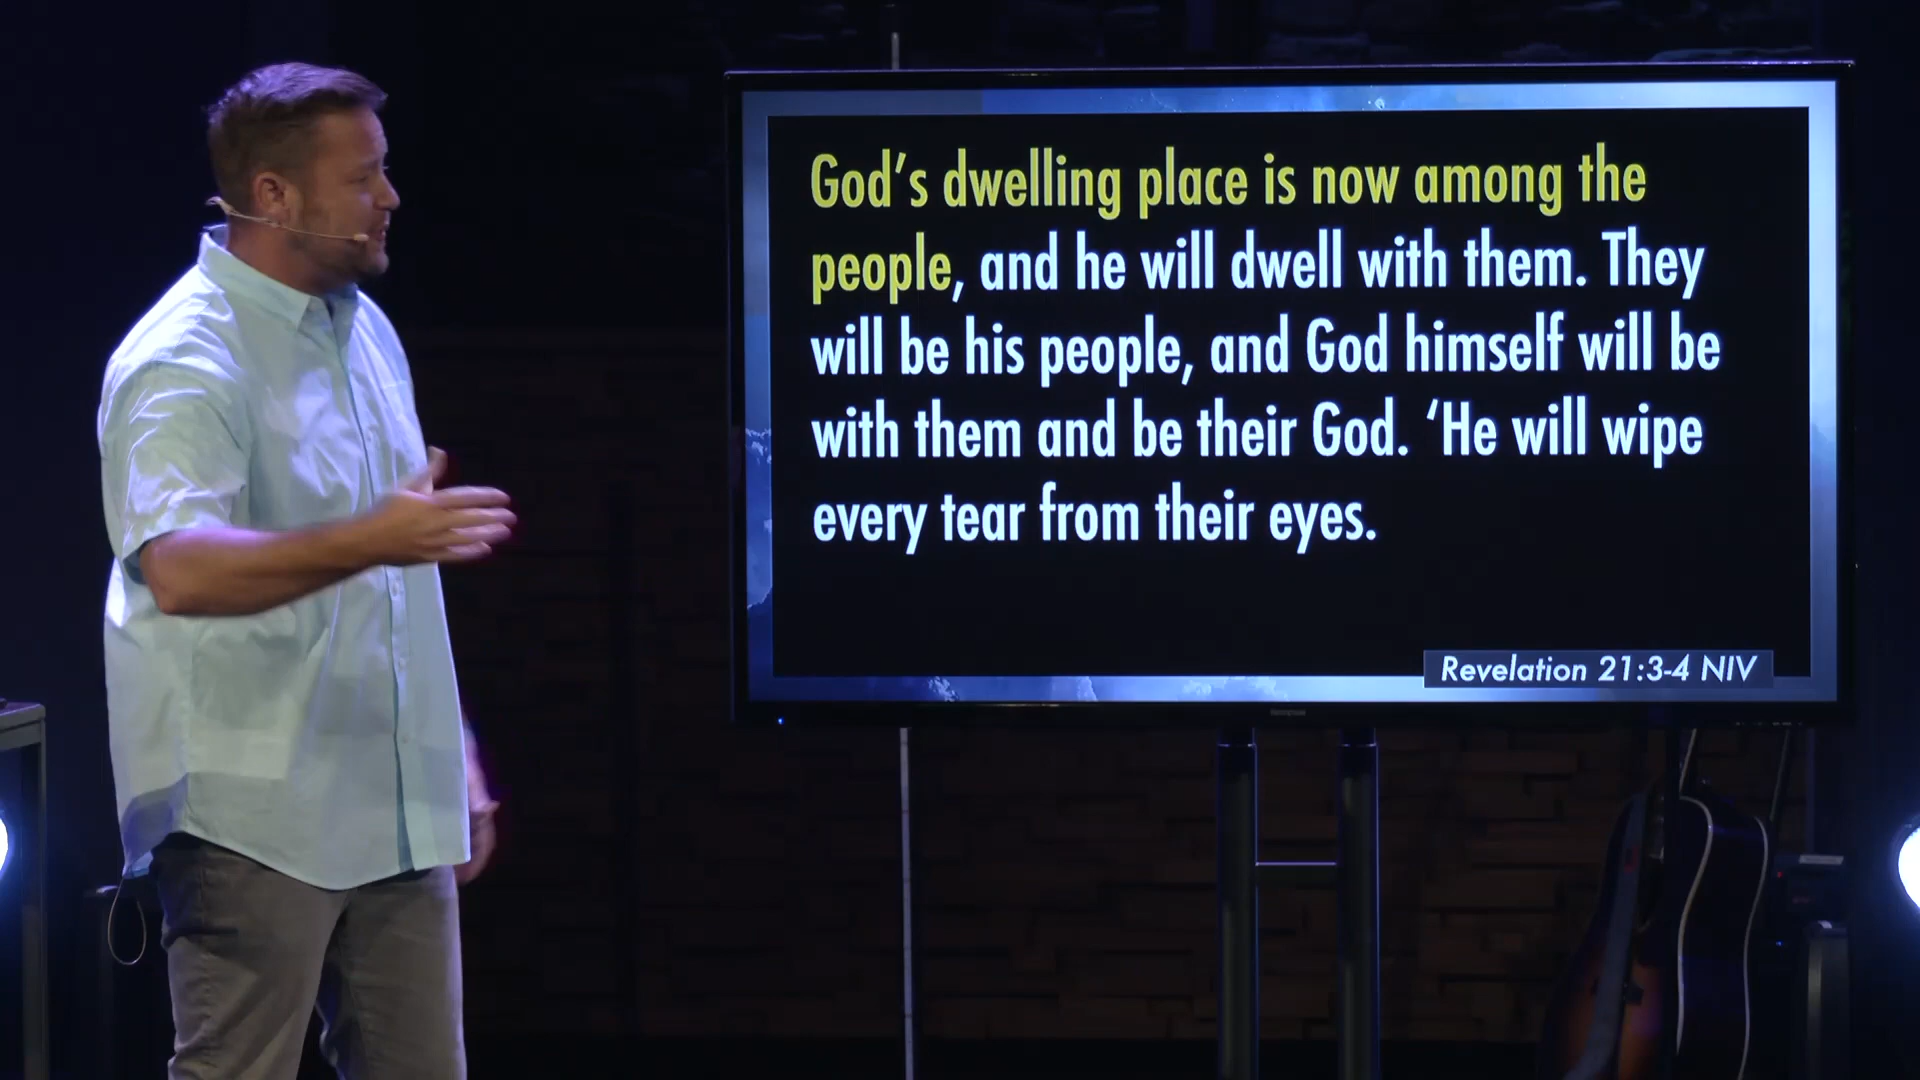 God’s dwelling place is now among the
people, and he will dwell with them. They
will be his people, and God himself will be
with them and be their God. ‘He will wipe
every tear from their eyes.
Revelation 21:3-4 NIV